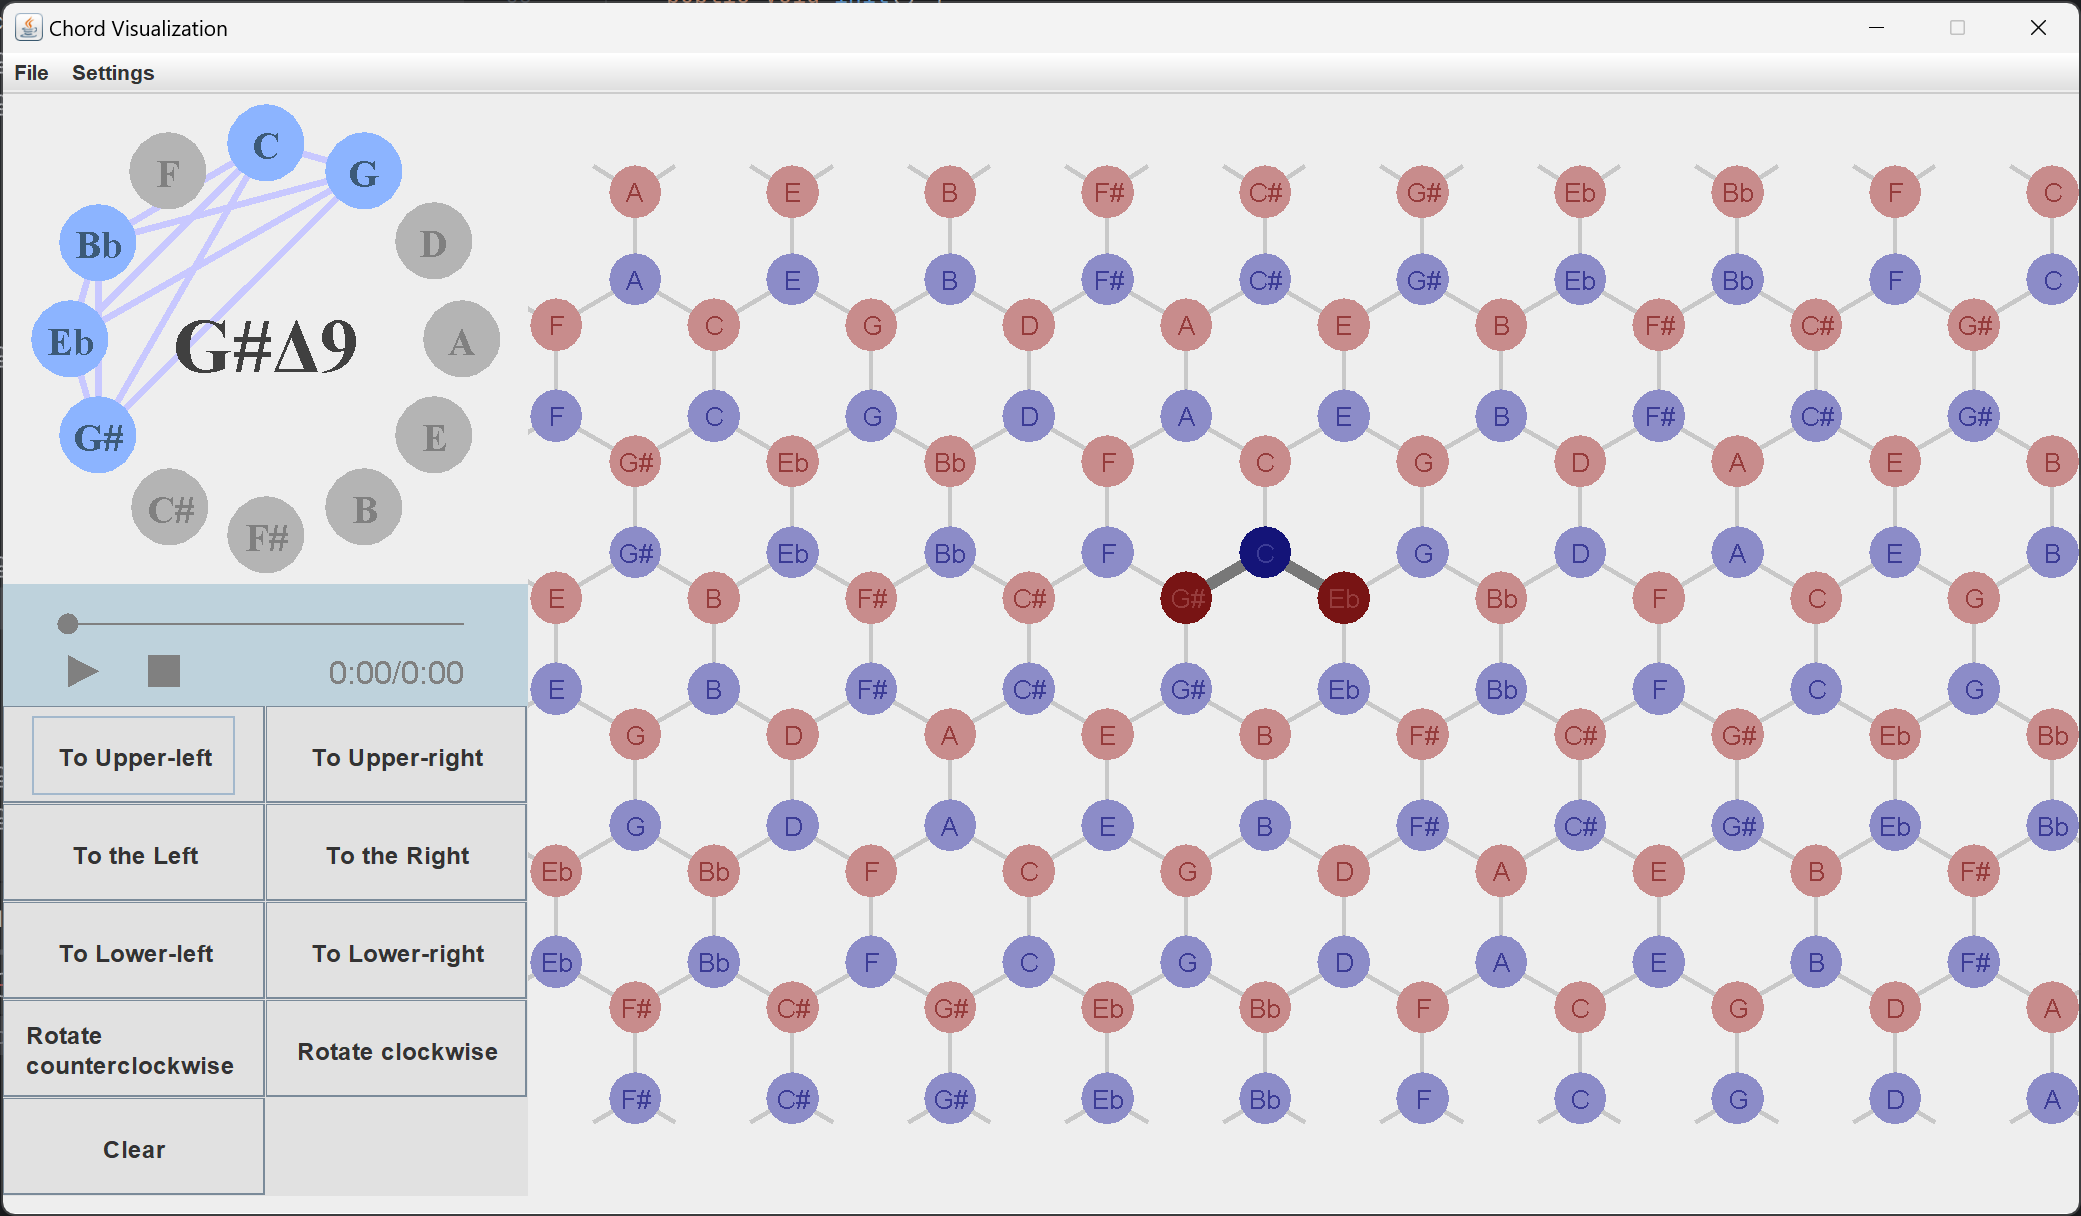 Chord Visualization
File Settings
C
F G
Bb D
Eb G#Δ9 A
G# E
C# B
F#
0:00/0:00
To Upper-left To Upper-right
To the Left To the Right
To Lower-left To Lower-right
Rotate
counterclockwise Rotate clockwise
Clear
A E B F# C# G# Eb Bb F C
A E B F# C# G# Eb Bb F C
F C G D A E B F# C# G#
F C G D A E B F# C# G#
G# Eb Bb F C G D A E B
G# Eb Bb F C G D A E B
E B F# C# G# Eb Bb F C G
E B F# C# G# Eb Bb F C G
G D A E B F# C# G# Eb Bb
G D A E B F# C# G# Eb Bb
Eb Bb F C G D A E B F#
Eb Bb F C G D A E B F#
F# C# G# Eb Bb F C G D A
F# C# G# Eb Bb F C G D A